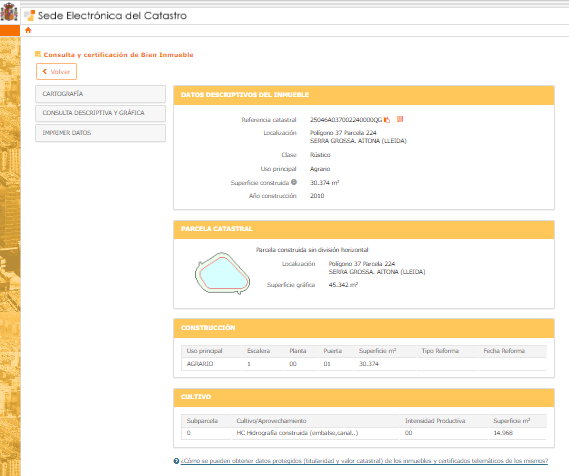 Sede Electrónica del Catastro
Consulta y certificación de Bien Inmueble
Volver
CARTOGRAFÍA
CONSULTA DESCRIPTIVA Y GRÁFICA
IMPRIMIR DATOS
DATOS DESCRIPTIVOS DEL INMUEBLE
Referencia catastral 25046A037002240000QG
Localización Polígono 37 Parcela 224
SERRA GROSSA. AITONA (LLEIDA)
Clase Rústico
Uso principal Agrario
Superficie construida 30.374 m²
Año construcción 2010
PARCELA CATASTRAL
Parcela construida sin división horizontal
Localización Polígono 37 Parcela 224
SERRA GROSSA. AITONA (LLEIDA)
Superficie gráfica 45.342 m²
CONSTRUCCIÓN
Uso principal Escalera Planta Puerta Superficie m² Tipo Reforma Fecha Reforma
AGRARIO 1 00 01 30.374
CULTIVO
Subparcela Cultivo/Aprovechamiento Intensidad Productiva Superficie m²
0 HC Hidrografía construida (embalse,canal..) 00 14.968
¿Cómo se pueden obtener datos protegidos (titularidad y valor catastral) de los inmuebles y certificados telemáticos de los mismos?